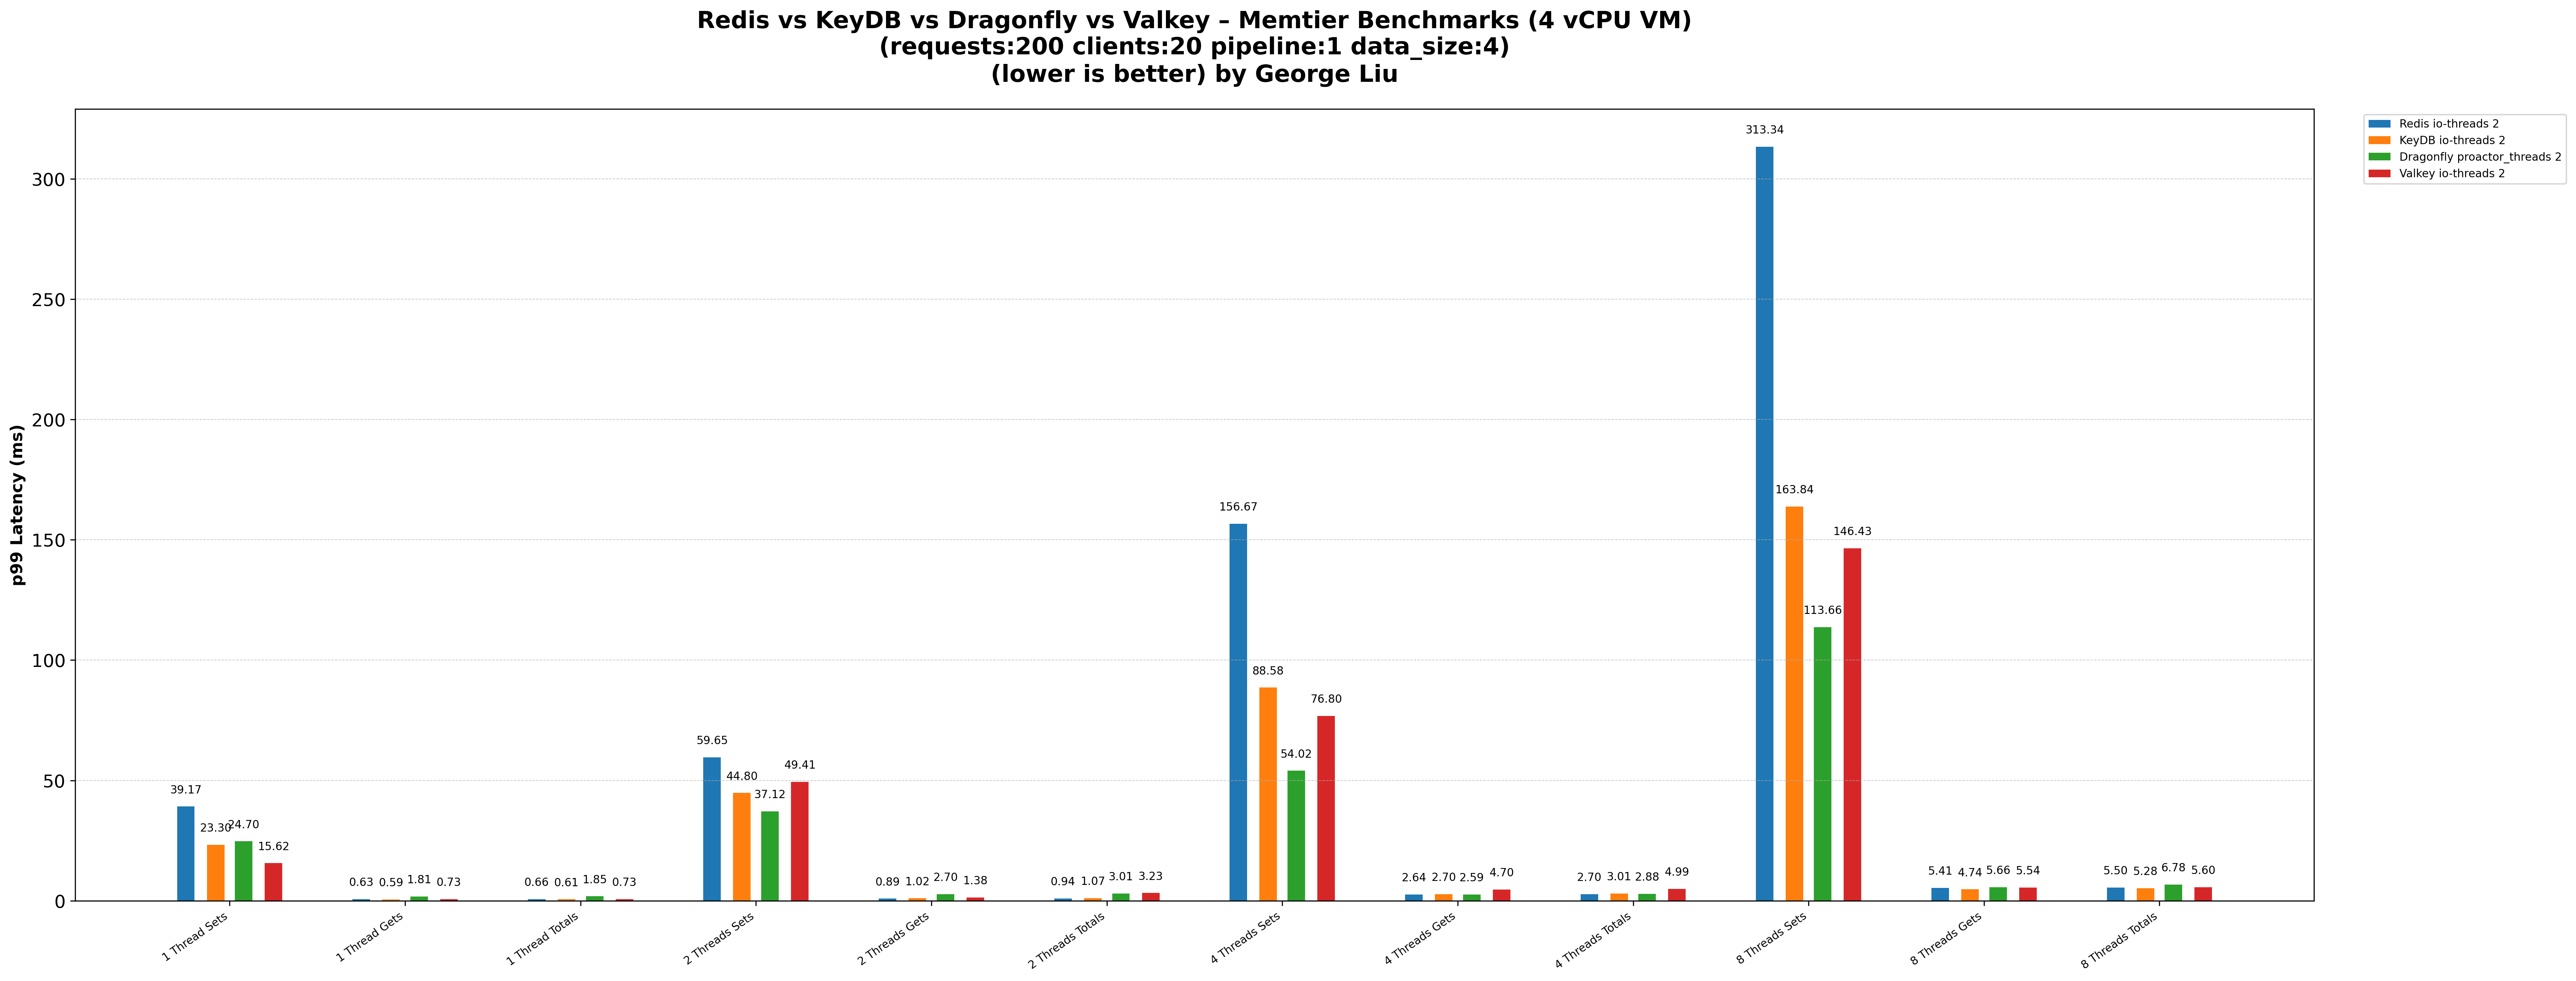 Redis vs KeyDB vs Dragonfly vs Valkey – Memtier Benchmarks (4 vCPU VM)
(requests:200 clients:20 pipeline:1 data_size:4)
(lower is better) by George Liu
Redis io-threads 2
KeyDB io-threads 2
Dragonfly proactor_threads 2
Valkey io-threads 2
p99 Latency (ms)
300
250
200
150
100
50
0
39.17
23.30
24.70
15.62
0.63
0.59
1.81
0.73
0.66
0.61
1.85
0.73
59.65
44.80
37.12
49.41
0.89
1.02
2.70
1.38
0.94
1.07
3.01
3.23
156.67
88.58
54.02
76.80
2.64
2.70
2.59
4.70
2.70
3.01
2.88
4.99
313.34
163.84
113.66
146.43
5.41
4.74
5.66
5.54
5.50
5.28
6.78
5.60
1 Thread Sets
1 Thread Gets
1 Thread Totals
2 Threads Sets
2 Threads Gets
2 Threads Totals
4 Threads Sets
4 Threads Gets
4 Threads Totals
8 Threads Sets
8 Threads Gets
8 Threads Totals